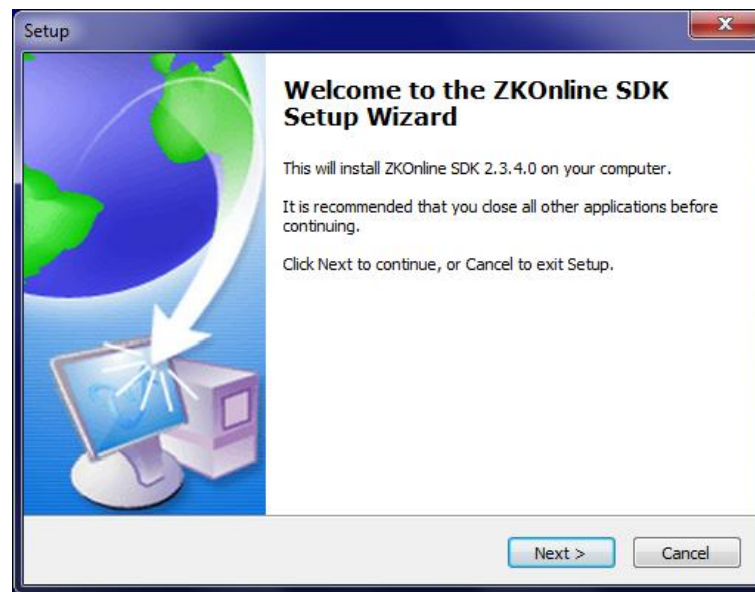 Setup
Welcome to the ZKOnline SDK
Setup Wizard
This will install ZKOnline SDK 2.3.4.0 on your computer.
It is recommended that you close all other applications before
continuing.
Click Next to continue, or Cancel to exit Setup.
Next >
Cancel